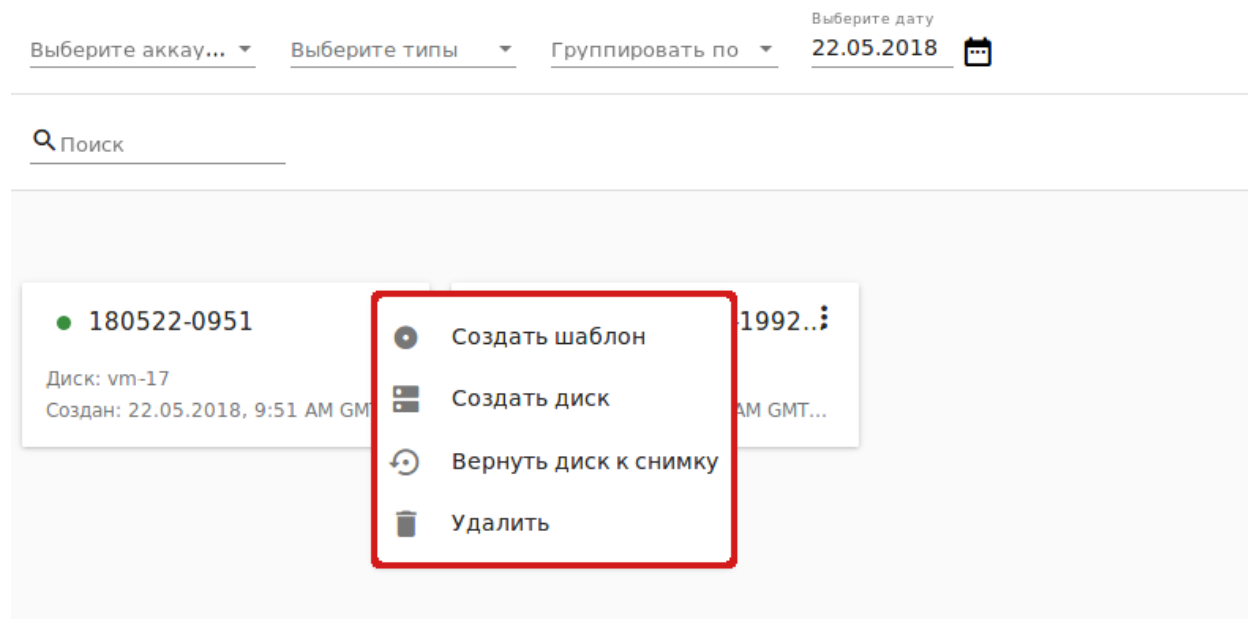 Выберите дату
Выберите аккау... Выберите типы Группировать по 22.05.2018
Поиск
180522-0951
-1992...
Диск: vm-17
Создан: 22.05.2018, 9:51 AM GM
AM GMT...
Создать шаблон
Создать диск
Вернуть диск к снимку
Удалить